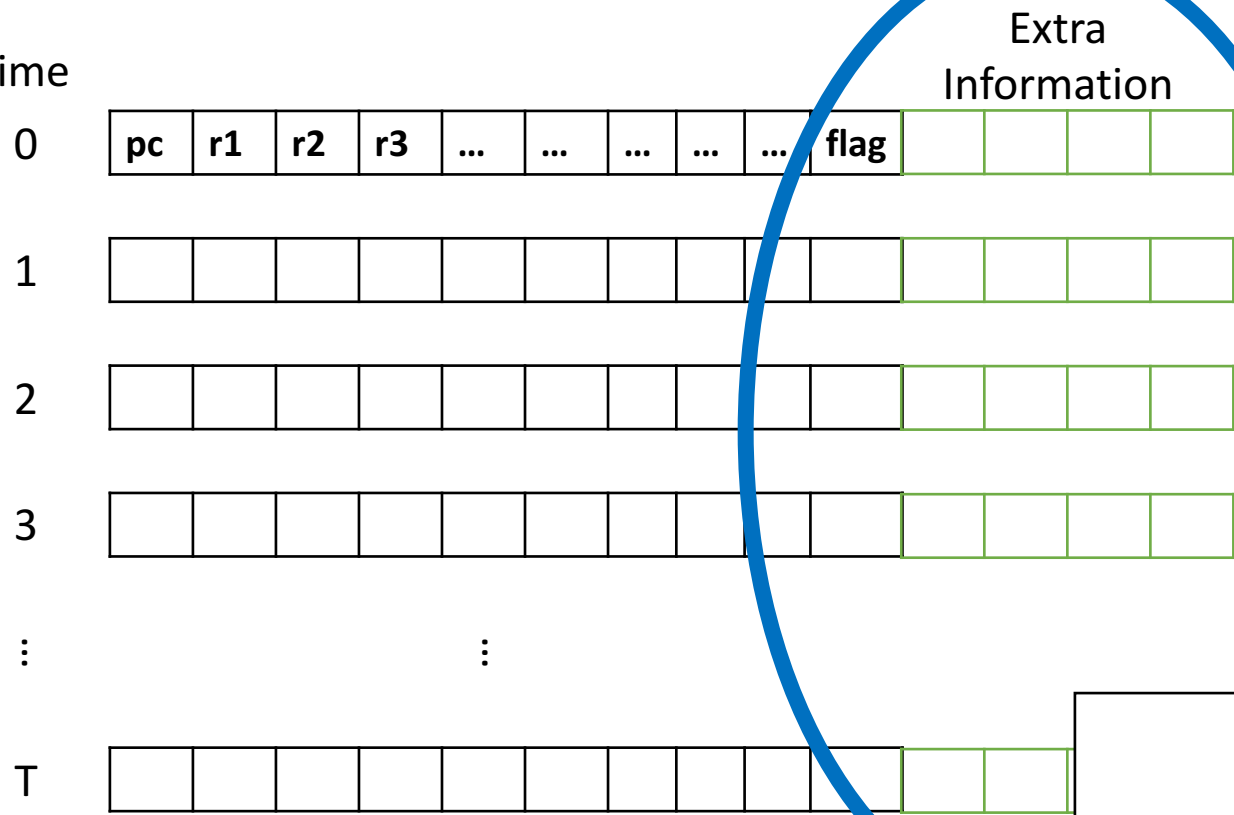 Extra
Information
ime
0 pc r1 r2 r3 ... ... ... ... ... flag
1
2
3
⋮ ⋮
T